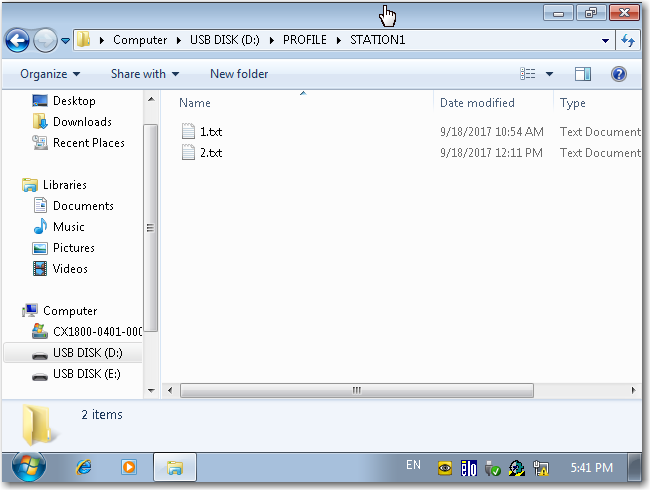 Computer ▸ USB DISK (D:) ▸ PROFILE ▸ STATION1
Organize Share with New folder
Name Date modified Type
Desktop
Downloads
Recent Places
Libraries
Documents
Music
Pictures
Videos
Computer
CX1800-0401-000
USB DISK (D:)
USB DISK (E:)
1.txt 9/18/2017 10:54 AM Text Document
2.txt 9/18/2017 12:11 PM Text Document
2 items
EN 5:41 PM